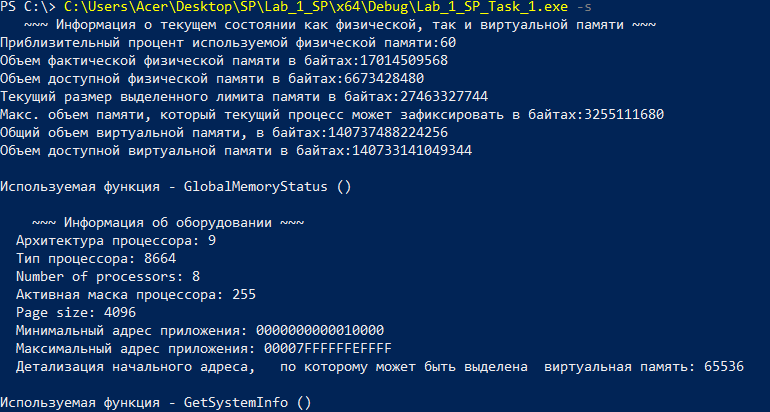 PS C:\> C:\Users\Acer\Desktop\SP\Lab_1_SP\x64\Debug\Lab_1_SP_Task_1.exe -s
~~~ Информация о текущем состоянии как физической, так и виртуальной памяти ~~~
Приблизительный процент используемой физической памяти:60
Объем фактической физической памяти в байтах:17014509568
Объем доступной физической памяти в байтах:6673428480
Текущий размер выделенного лимита памяти в байтах:27463327744
Макс. объем памяти, который текущий процесс может зафиксировать в байтах:3255111680
Общий объем виртуальной памяти, в байтах:140737488224256
Объем доступной виртуальной памяти в байтах:140733141049344
Используемая функция - GlobalMemoryStatus ()
~~~ Информация об оборудовании ~~~
Архитектура процессора: 9
Тип процессора: 8664
Number of processors: 8
Активная маска процессора: 255
Page size: 4096
Минимальный адрес приложения: 0000000000010000
Максимальный адрес приложения: 00007FFFFFFEFFFF
Детализация начального адреса,   по которому может быть выделена  виртуальная память: 65536
Используемая функция - GetSystemInfo ()